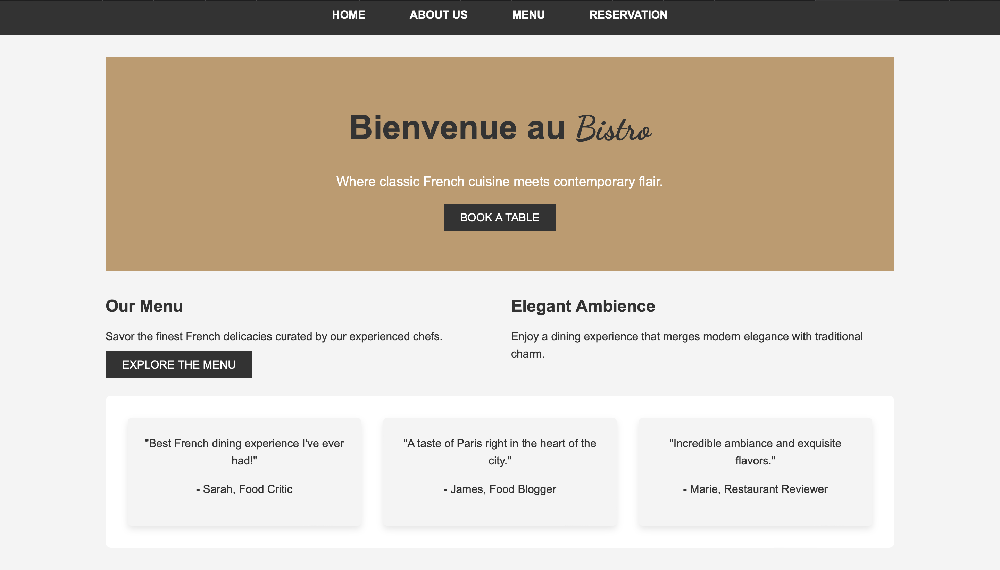 HOME ABOUT US MENU RESERVATION
Bienvenue au Bistro
Where classic French cuisine meets contemporary flair.
BOOK A TABLE
Our Menu
Savor the finest French delicacies curated by our experienced chefs.
EXPLORE THE MENU
Elegant Ambience
Enjoy a dining experience that merges modern elegance with traditional
charm.
"Best French dining experience I've ever
had!"
- Sarah, Food Critic
"A taste of Paris right in the heart of the
city."
- James, Food Blogger
"Incredible ambiance and exquisite
flavors."
- Marie, Restaurant Reviewer